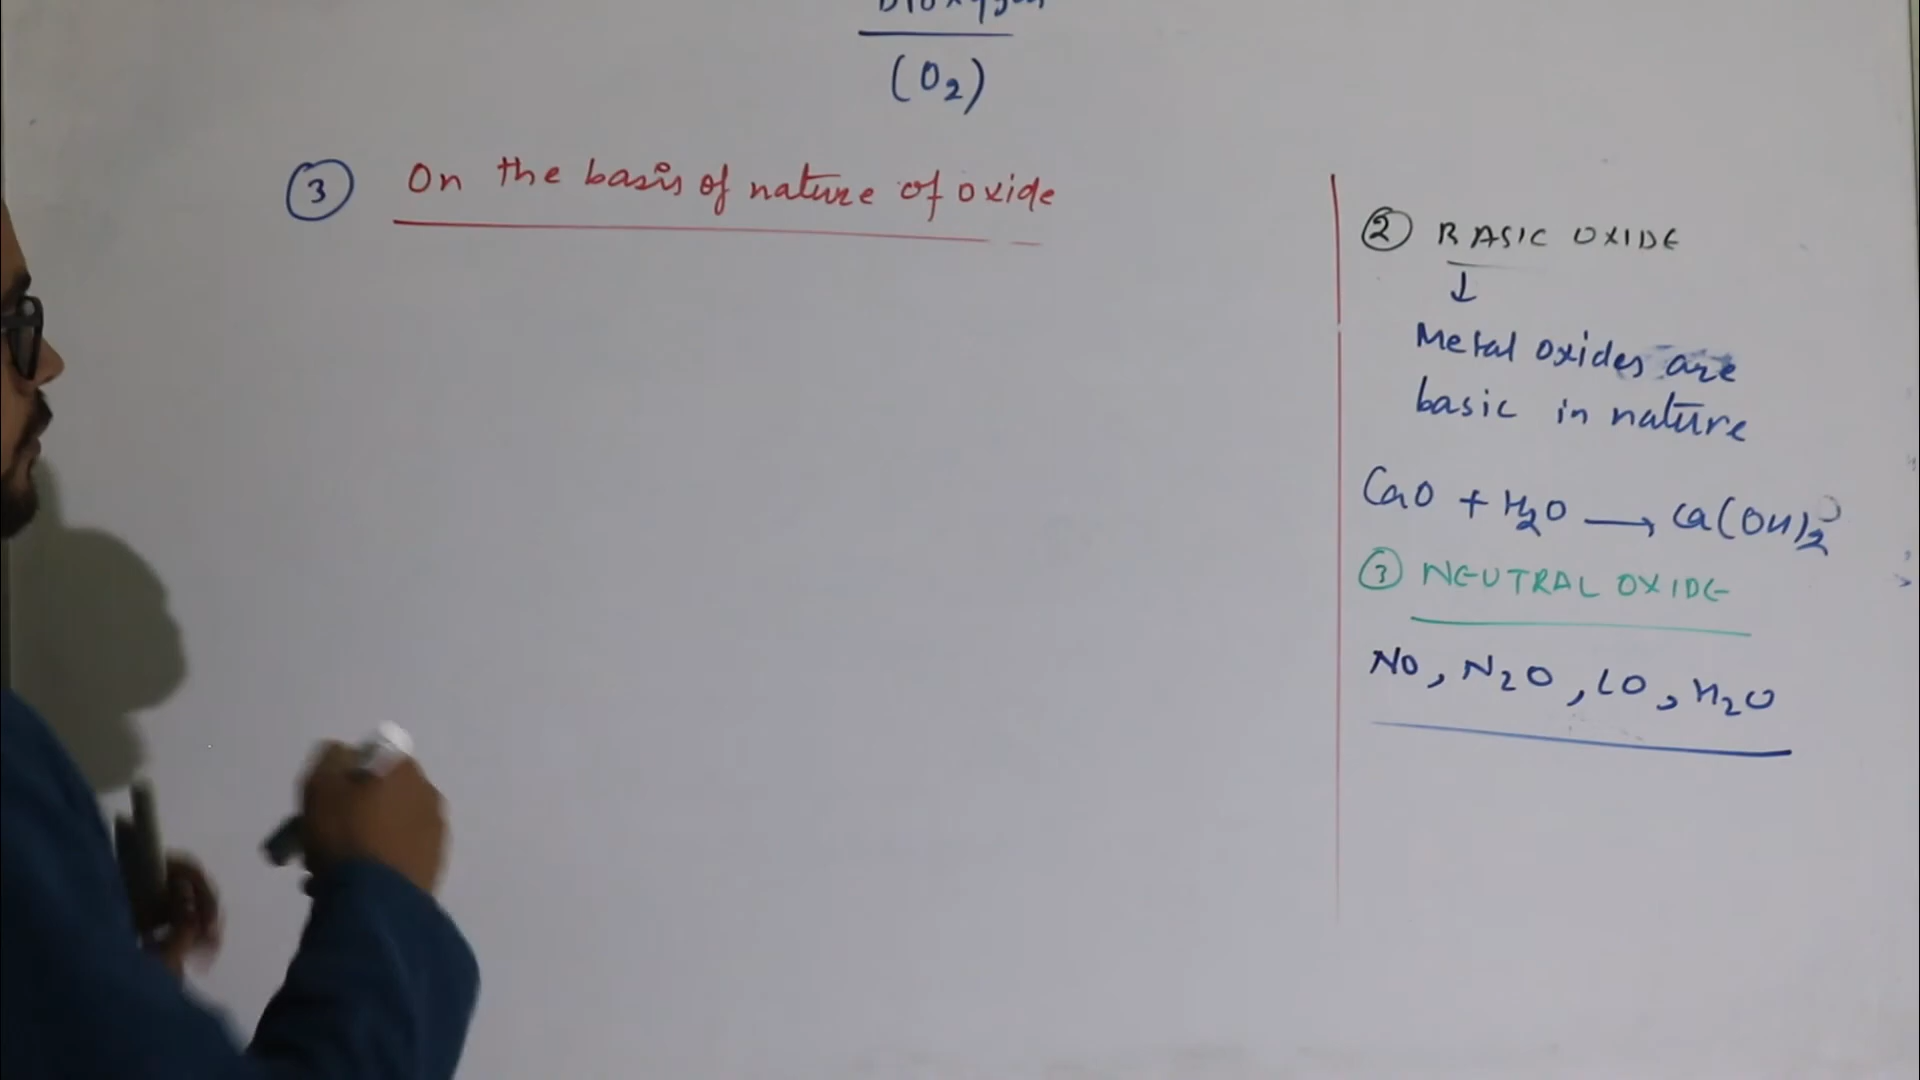 Dioxygen
(O₂)
③ On the basis of nature of oxide
② BASIC OXIDE
↓
Metal oxides are
basic in nature
CaO + H₂O → Ca(OH)₂
③ NEUTRAL OXIDE
NO, N₂O, CO, H₂O